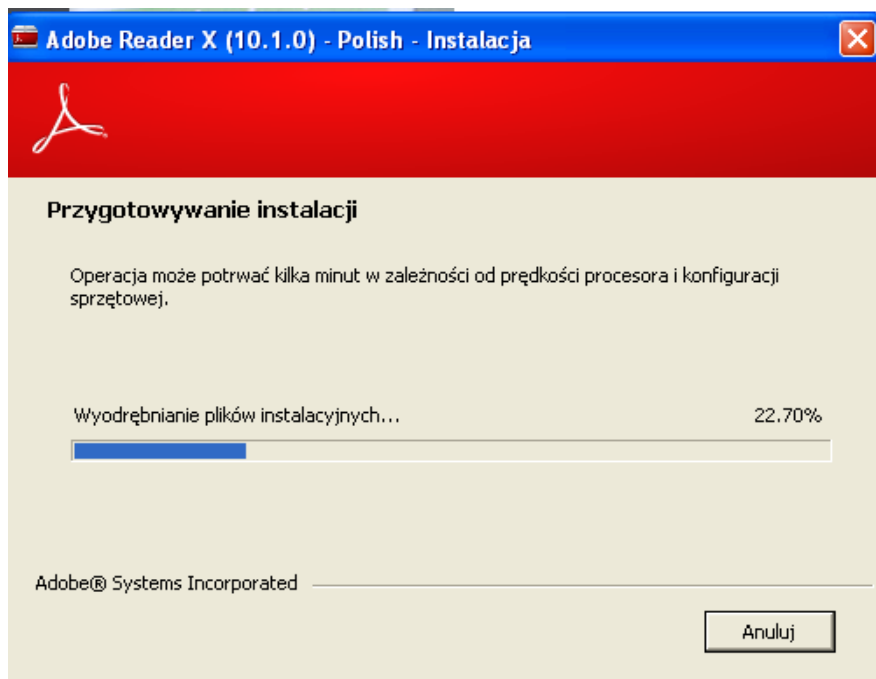 Adobe Reader X (10.1.0) - Polish - Instalacja
Przygotowywanie instalacji
Operacja może potrwać kilka minut w zależności od prędkości procesora i konfiguracji
sprzętowej.
Wyodrębnianie plików instalacyjnych... 22.70%
Adobe® Systems Incorporated
Anuluj